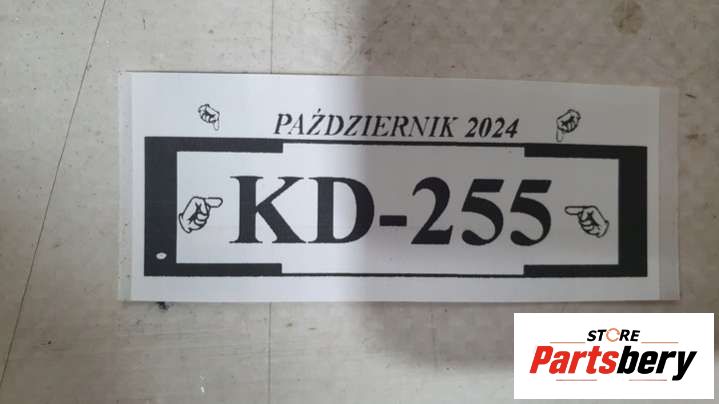 PAŹDZIERNIK 2024
KD-255
STORE
Partsbery